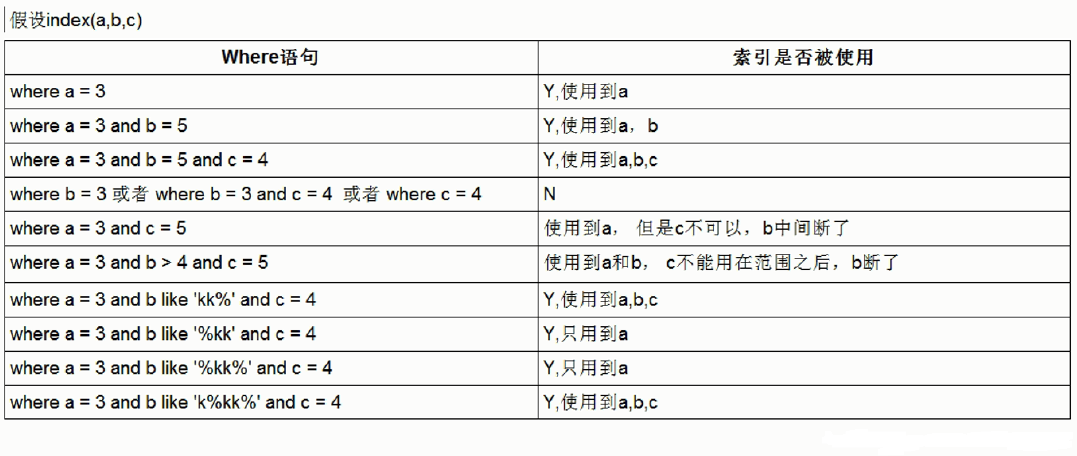 假设index(a,b,c)
Where语句 索引是否被使用
where a = 3 Y,使用到a
where a = 3 and b = 5 Y,使用到a，b
where a = 3 and b = 5 and c = 4 Y,使用到a,b,c
where b = 3 或者 where b = 3 and c = 4 或者 where c = 4 N
where a = 3 and c = 5 使用到a， 但是c不可以，b中间断了
where a = 3 and b > 4 and c = 5 使用到a和b， c不能用在范围之后，b断了
where a = 3 and b like 'kk%' and c = 4 Y,使用到a,b,c
where a = 3 and b like '%kk' and c = 4 Y,只用到a
where a = 3 and b like '%kk%' and c = 4 Y,只用到a
where a = 3 and b like 'k%kk%' and c = 4 Y,使用到a,b,c